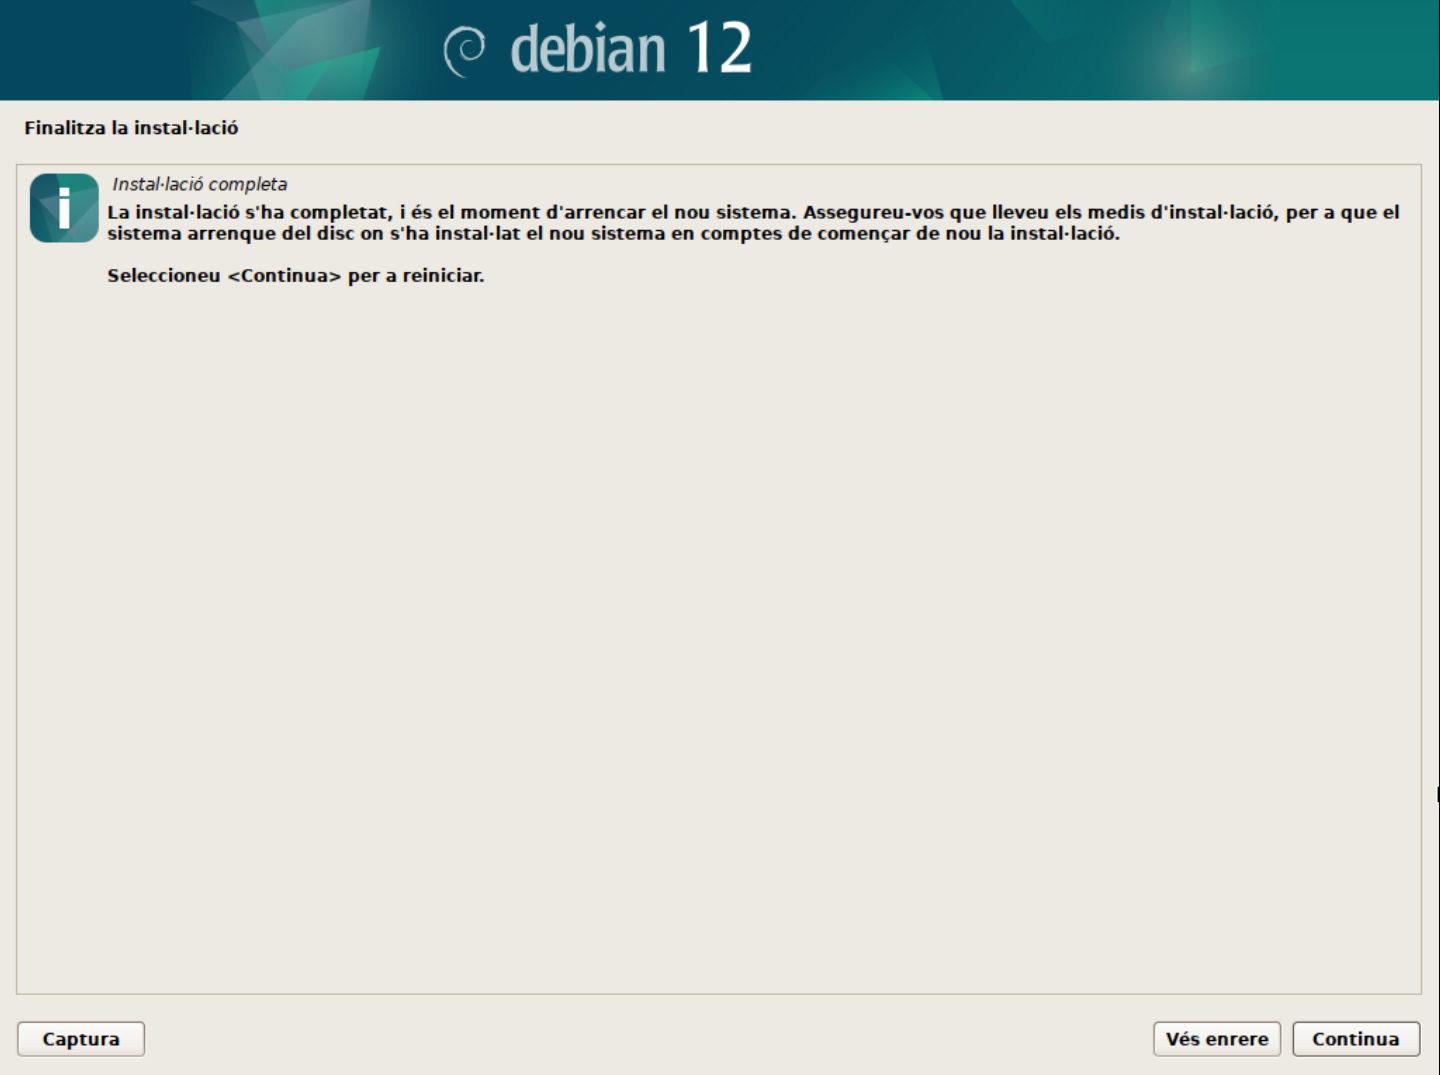 debian 12
Finalitza la instal·lació
i
Instal·lació completa
La instal·lació s'ha completat, i és el moment d'arrencar el nou sistema. Assegureu-vos que lleveu els medis d'instal·lació, per a que el
sistema arrenque del disc on s'ha instal·lat el nou sistema en comptes de començar de nou la instal·lació.
Seleccioneu <Continua> per a reiniciar.
Captura
Vés enrere
Continua